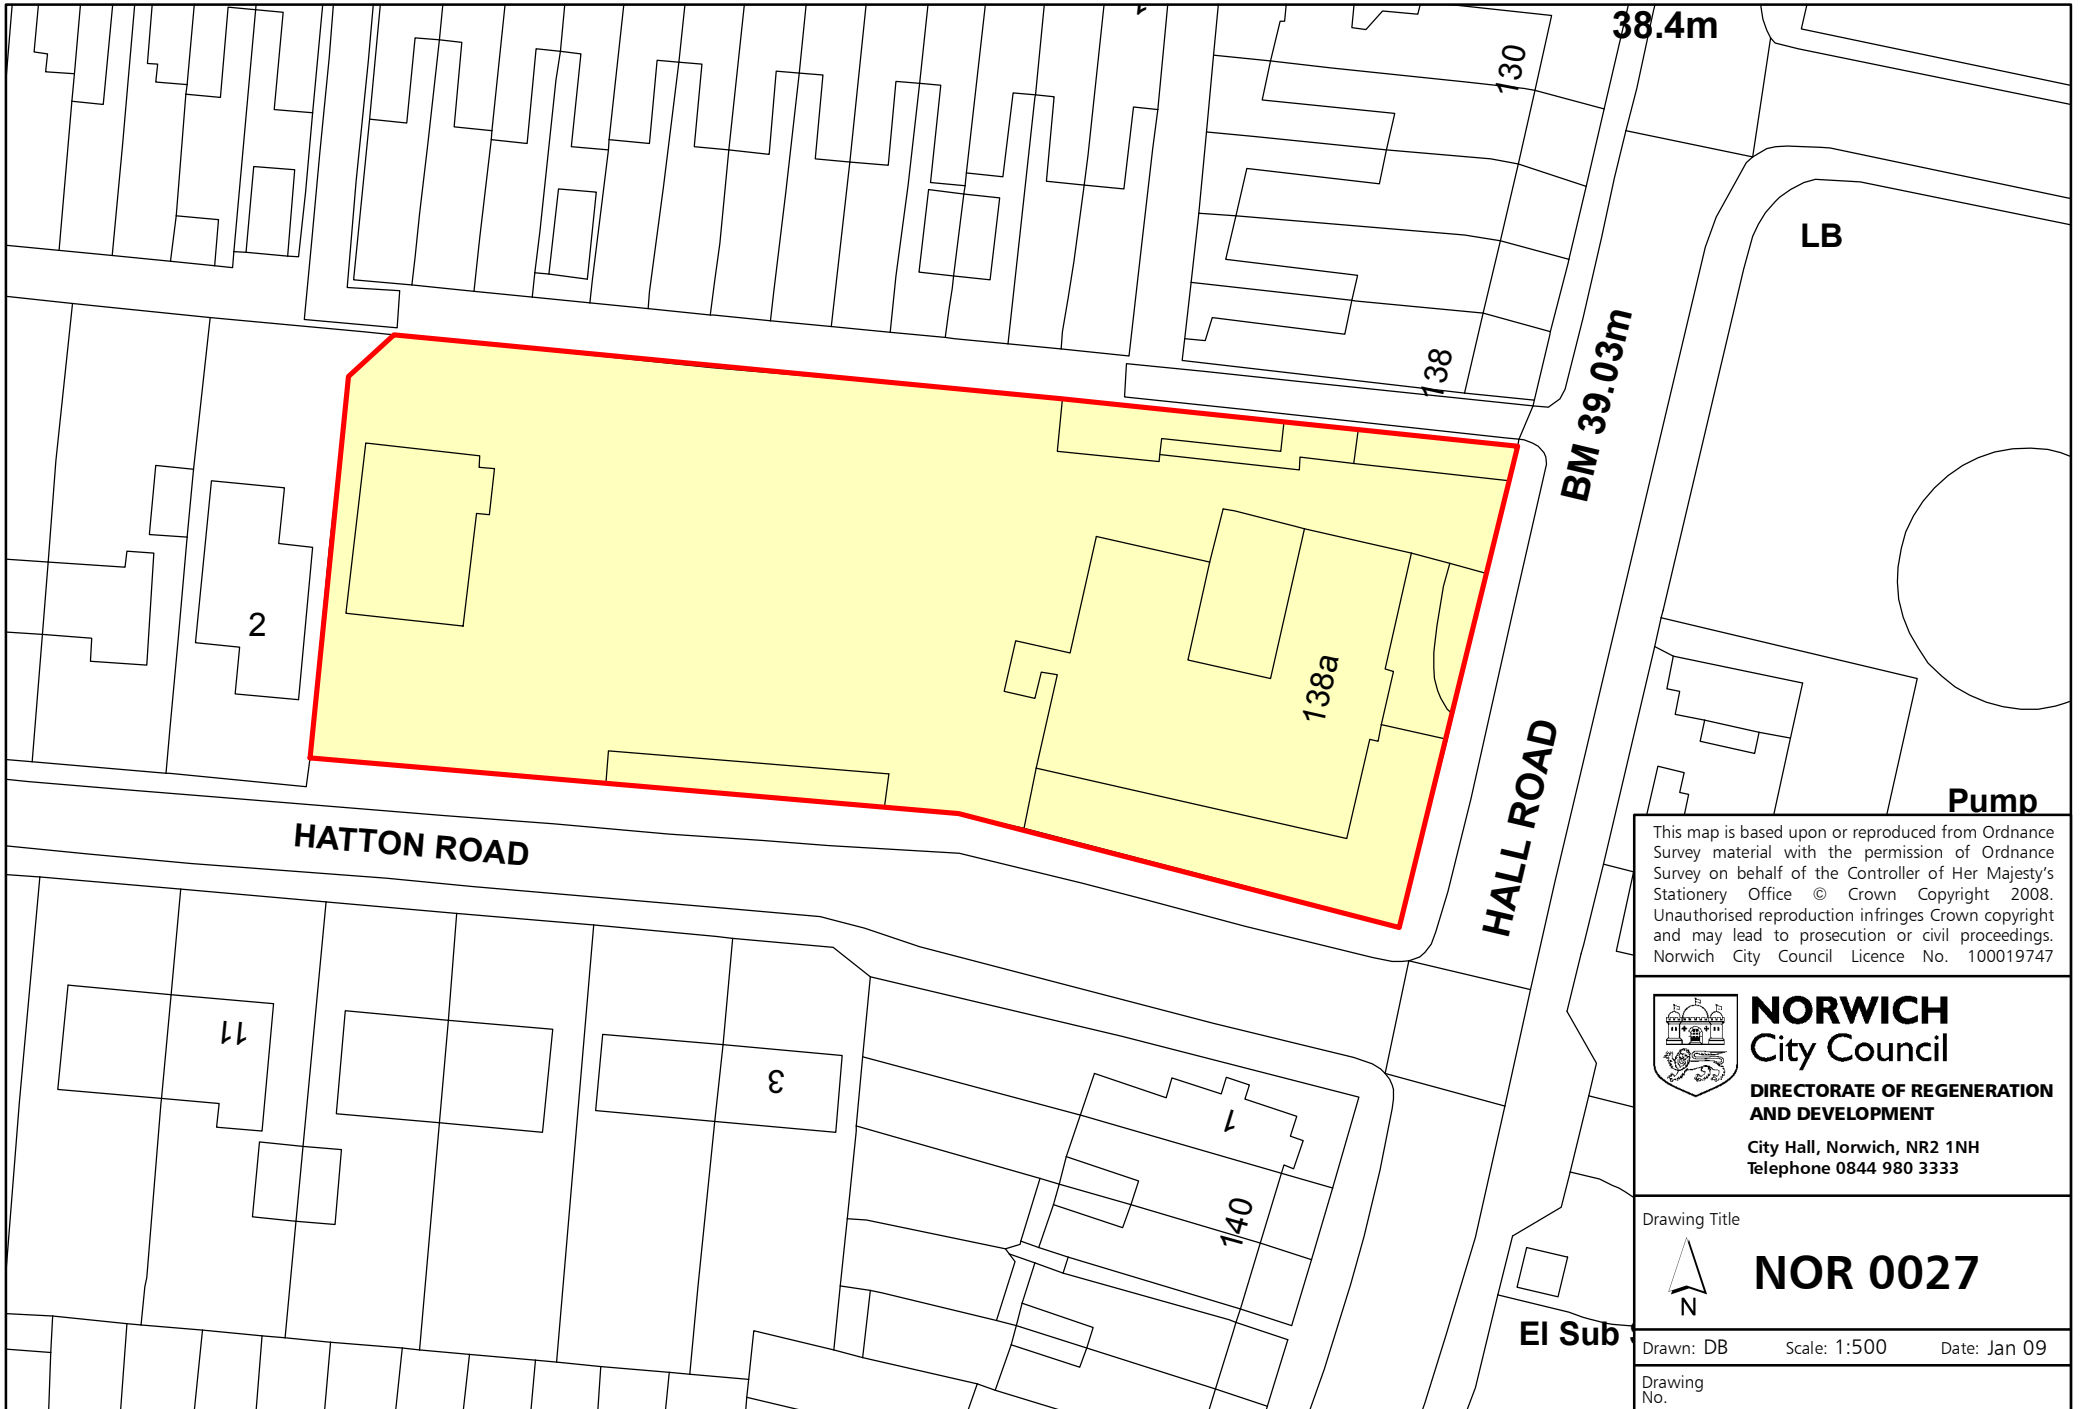 38.4m
130
LB
138
BM 39.03m
2
138a
HALL ROAD
HATTON ROAD
Pump
11
3
1
140
El Sub
This map is based upon or reproduced from Ordnance
Survey material with the permission of Ordnance
Survey on behalf of the Controller of Her Majesty's
Stationery Office © Crown Copyright 2008.
Unauthorised reproduction infringes Crown copyright
and may lead to prosecution or civil proceedings.
Norwich City Council Licence No. 100019747
NORWICH
City Council
DIRECTORATE OF REGENERATION
AND DEVELOPMENT
City Hall, Norwich, NR2 1NH
Telephone 0844 980 3333
Drawing Title
N
NOR 0027
Drawn: DB Scale: 1:500 Date: Jan 09
Drawing
No.